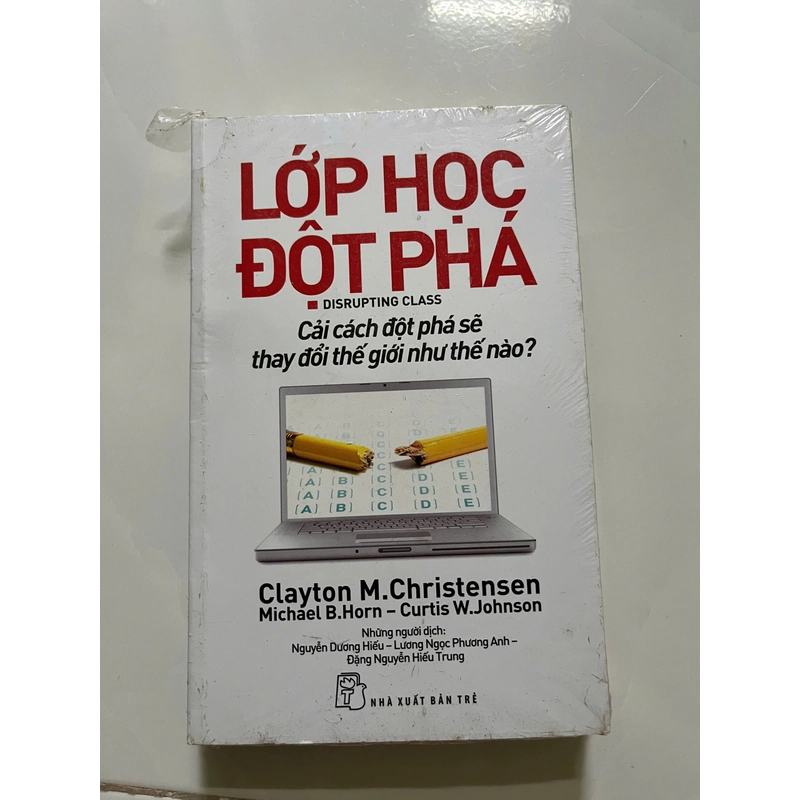 LỚP HỌC
ĐỘT PHÁ
DISRUPTING CLASS
Cải cách đột phá sẽ
thay đổi thế giới như thế nào?
(A) (B) (C) (D) (E)
(A) (B) (C) (D) (E)
Clayton M.Christensen
Michael B.Horn – Curtis W.Johnson
Những người dịch:
Nguyễn Dương Hiếu – Lương Ngọc Phương Anh –
Đặng Nguyễn Hiếu Trung
T
NHÀ XUẤT BẢN TRẺ